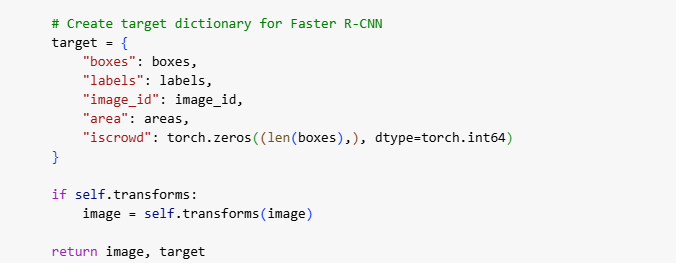 # Create target dictionary for Faster R-CNN
target = {
    "boxes": boxes,
    "labels": labels,
    "image_id": image_id,
    "area": areas,
    "iscrowd": torch.zeros((len(boxes),), dtype=torch.int64)
}
if self.transforms:
    image = self.transforms(image)
return image, target